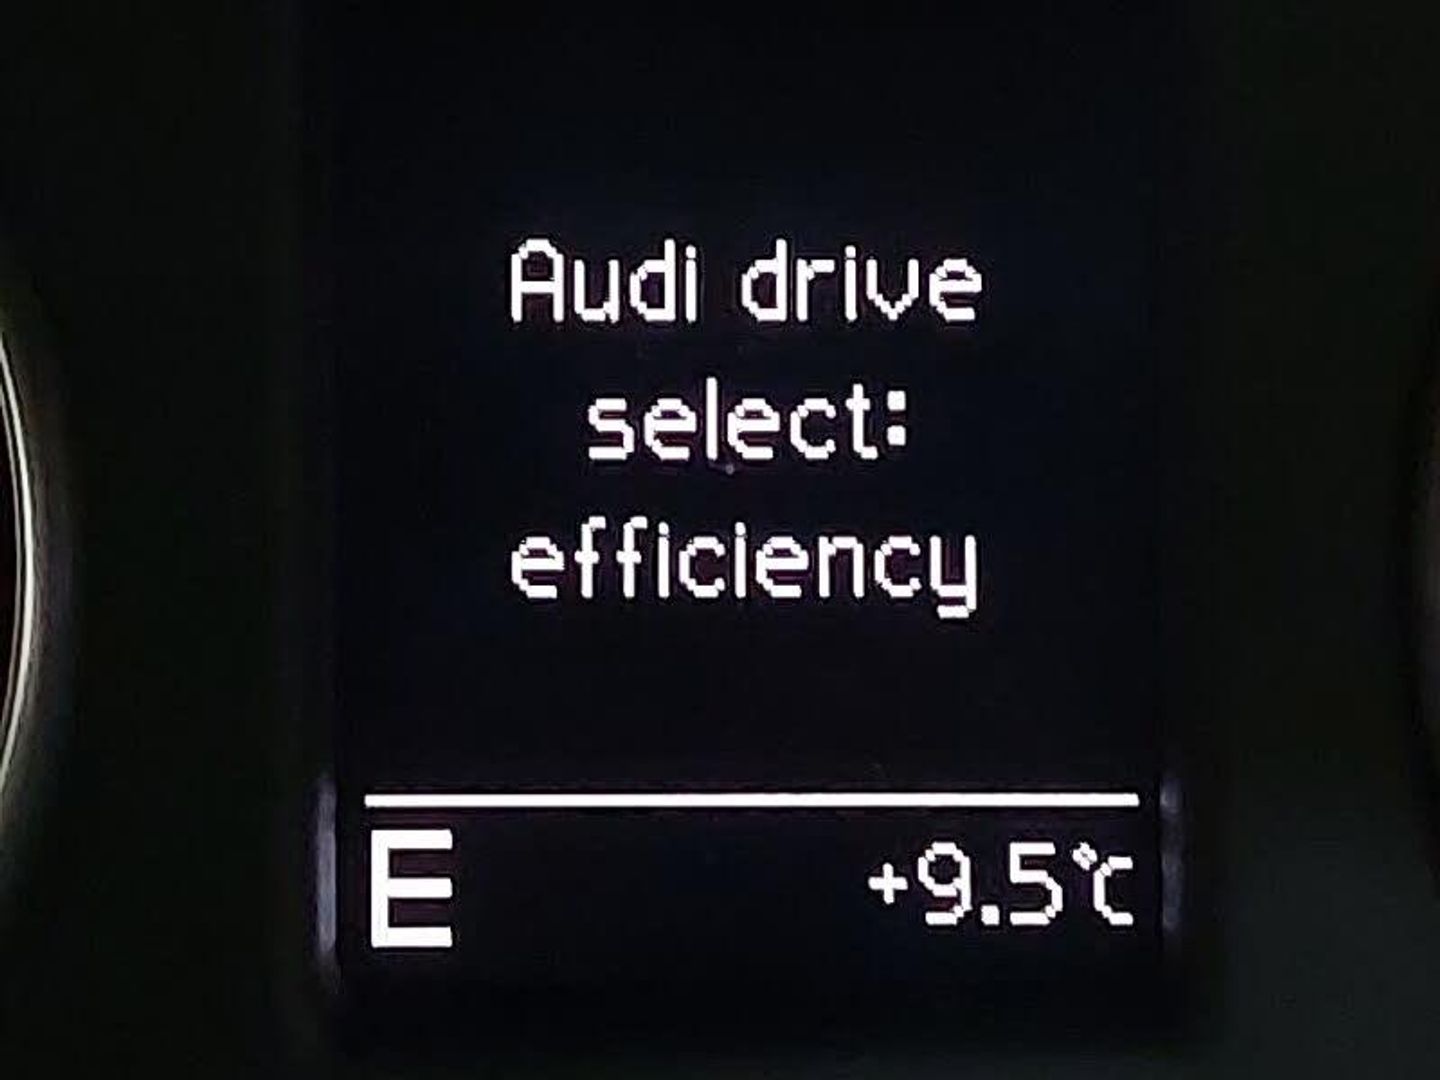 Audi drive
select:
efficiency
E +9.5°C